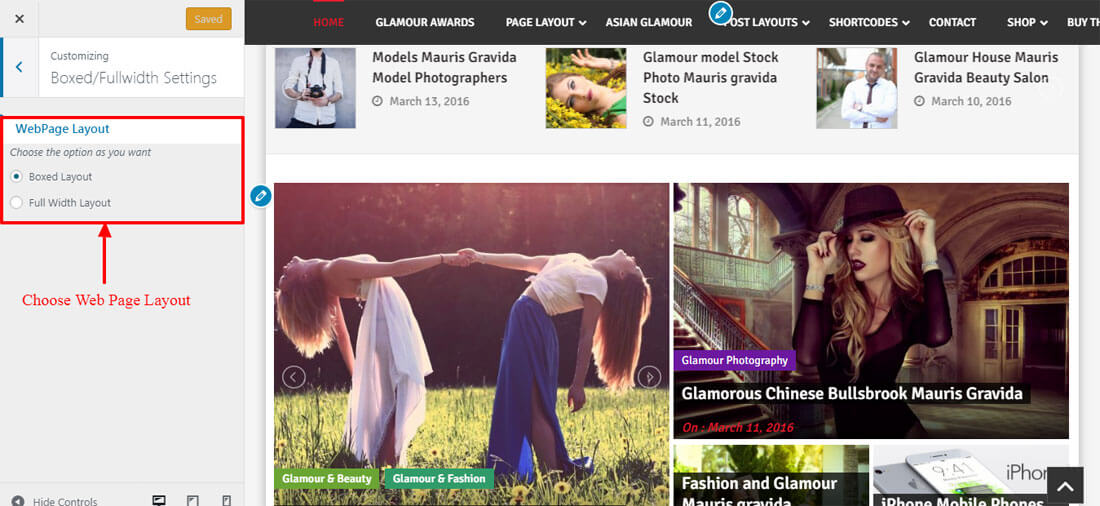 Saved
Customizing
Boxed/Fullwidth Settings
WebPage Layout
Choose the option as you want
Boxed Layout
Full Width Layout
Choose Web Page Layout
Hide Controls
HOME GLAMOUR AWARDS PAGE LAYOUT ASIAN GLAMOUR POST LAYOUTS SHORTCODES CONTACT SHOP BUY TH
Models Mauris Gravida
Model Photographers
March 13, 2016
Glamour model Stock
Photo Mauris gravida
Stock
March 11, 2016
Glamour House Mauris
Gravida Beauty Salon
March 10, 2016
Glamour & Beauty
Glamour & Fashion
Glamour Photography
Glamorous Chinese Bullsbrook Mauris Gravida
On : March 11, 2016
Fashion and Glamour
Mauris gravida
9:41
iPhon
iPhone Mobile Phones